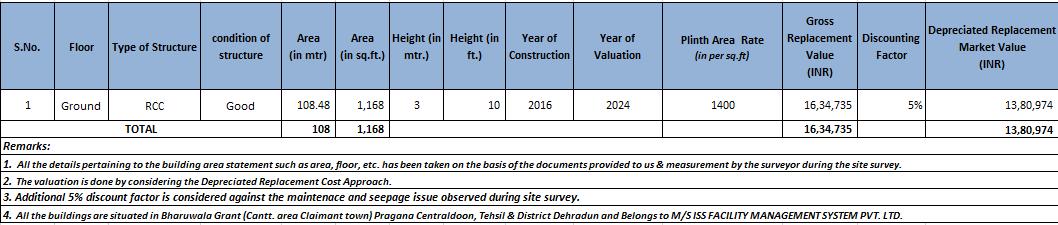 S.No. Floor Type of Structure condition of structure Area (in mtr) Area (in sq.ft.) Height (in mtr.) Height (in ft.) Year of Construction Year of Valuation Plinth Area Rate (in per sq.ft) Gross Replacement Value (INR) Discounting Factor Depreciated Replacement Market Value (INR)
1 Ground RCC Good 108.48 1,168 3 10 2016 2024 1400 16,34,735 5% 13,80,974
TOTAL 108 1,168 16,34,735 13,80,974
Remarks:
1. All the details pertaining to the building area statement such as area, floor, etc. has been taken on the basis of the documents provided to us & measurement by the surveyor during the site survey.
2. The valuation is done by considering the Depreciated Replacement Cost Approach.
3. Additional 5% discount factor is considered against the maintenace and seepage issue observed during site survey.
4. All the buildings are situated in Bharuwala Grant (Cantt. area Claimant town) Pragana Centraldoon, Tehsil & District Dehradun and Belongs to M/S ISS FACILITY MANAGEMENT SYSTEM PVT. LTD.